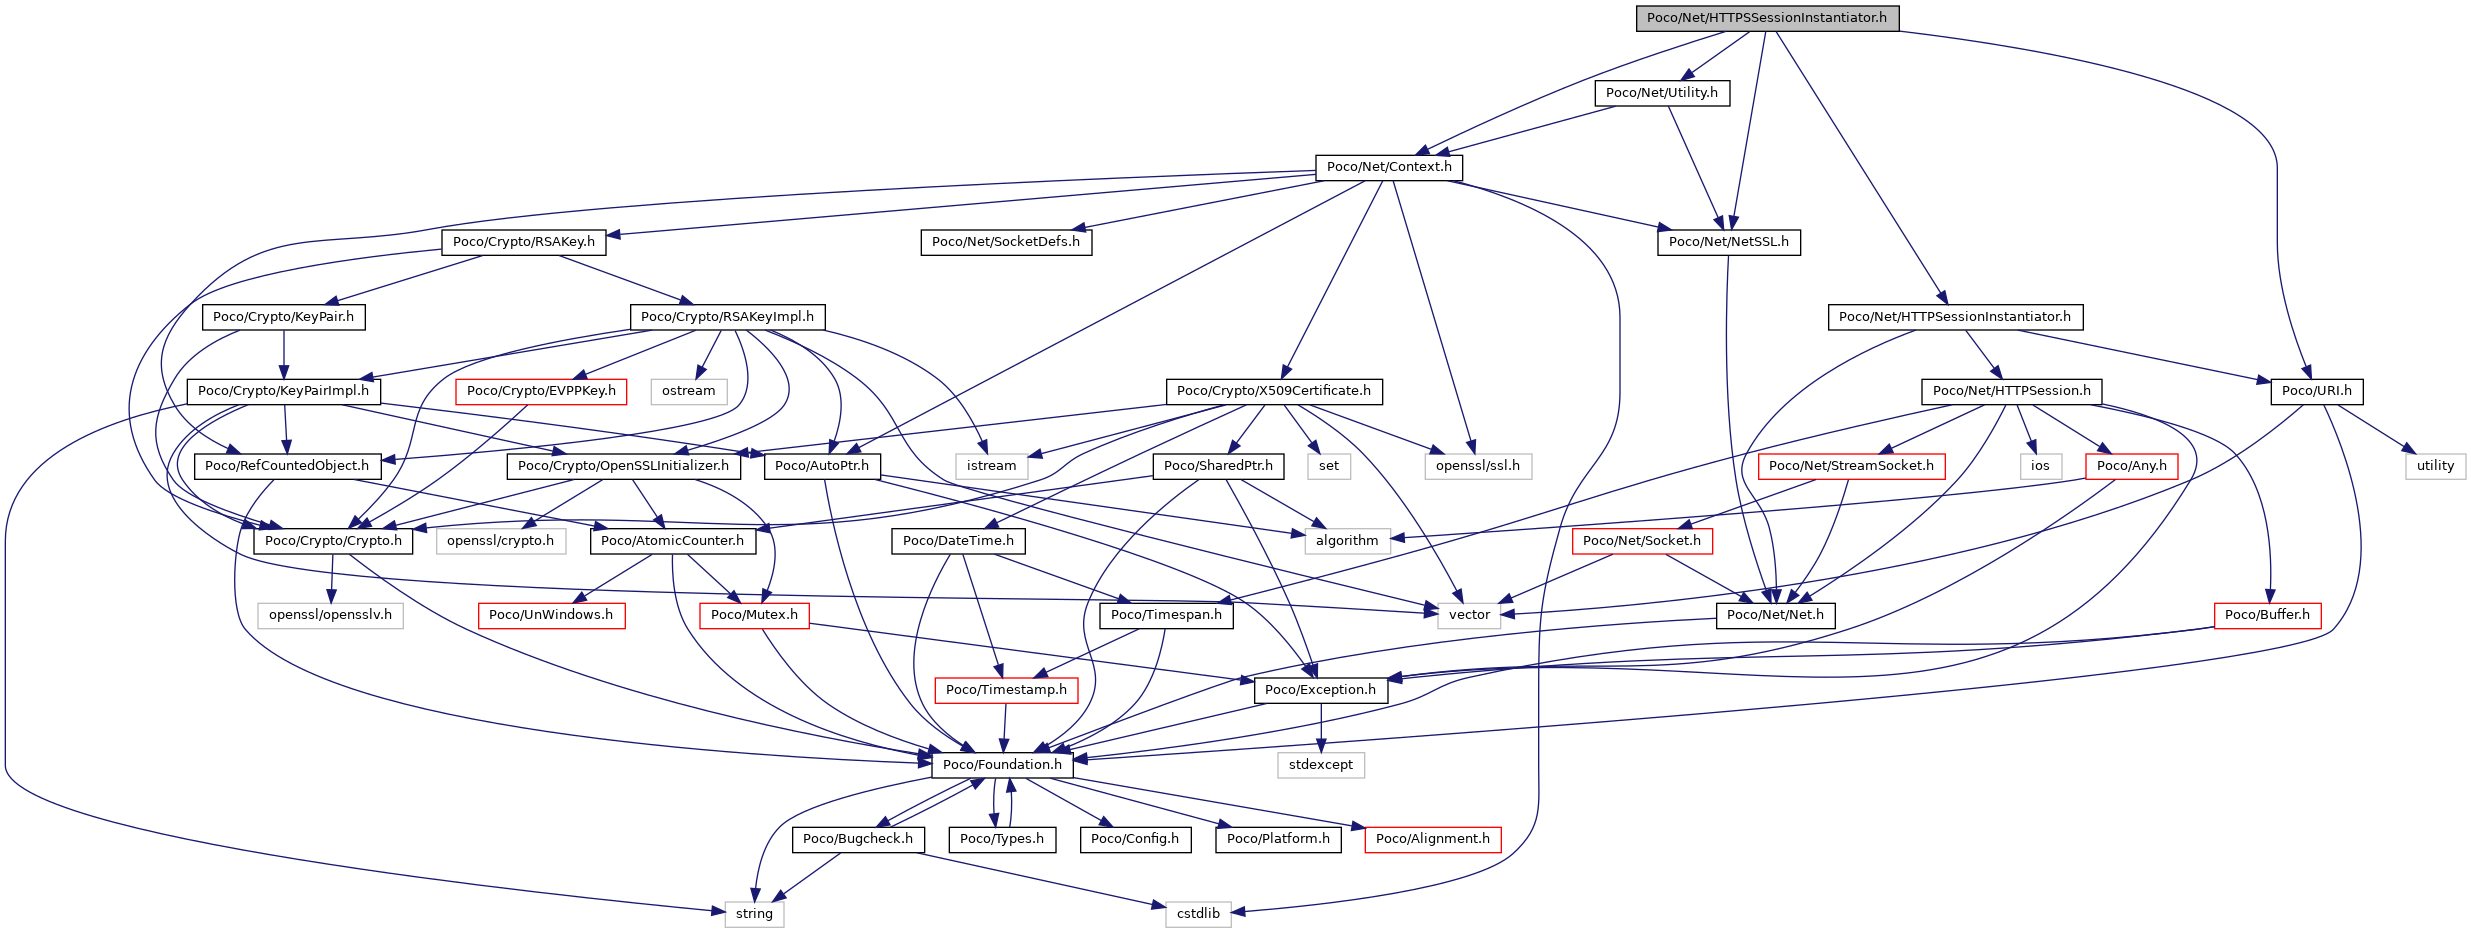 Poco/Net/HTTPSSessionInstantiator.h
Poco/Net/Utility.h
Poco/Net/Context.h
Poco/Crypto/RSAKey.h
Poco/Net/SocketDefs.h
Poco/Net/NetSSL.h
Poco/Crypto/KeyPair.h
Poco/Crypto/RSAKeyImpl.h
Poco/Net/HTTPSessionInstantiator.h
Poco/Crypto/KeyPairImpl.h
Poco/Crypto/EVPPKey.h
ostream
Poco/Crypto/X509Certificate.h
Poco/Net/HTTPSession.h
Poco/URI.h
Poco/RefCountedObject.h
Poco/Crypto/OpenSSLInitializer.h
Poco/AutoPtr.h
istream
Poco/SharedPtr.h
set
openssl/ssl.h
Poco/Net/StreamSocket.h
ios
Poco/Any.h
utility
Poco/Crypto/Crypto.h
openssl/crypto.h
Poco/AtomicCounter.h
Poco/DateTime.h
algorithm
Poco/Net/Socket.h
openssl/opensslv.h
Poco/UnWindows.h
Poco/Mutex.h
Poco/Timespan.h
vector
Poco/Net/Net.h
Poco/Buffer.h
Poco/Timestamp.h
Poco/Exception.h
Poco/Foundation.h
stdexcept
Poco/Bugcheck.h
Poco/Types.h
Poco/Config.h
Poco/Platform.h
Poco/Alignment.h
string
cstdlib